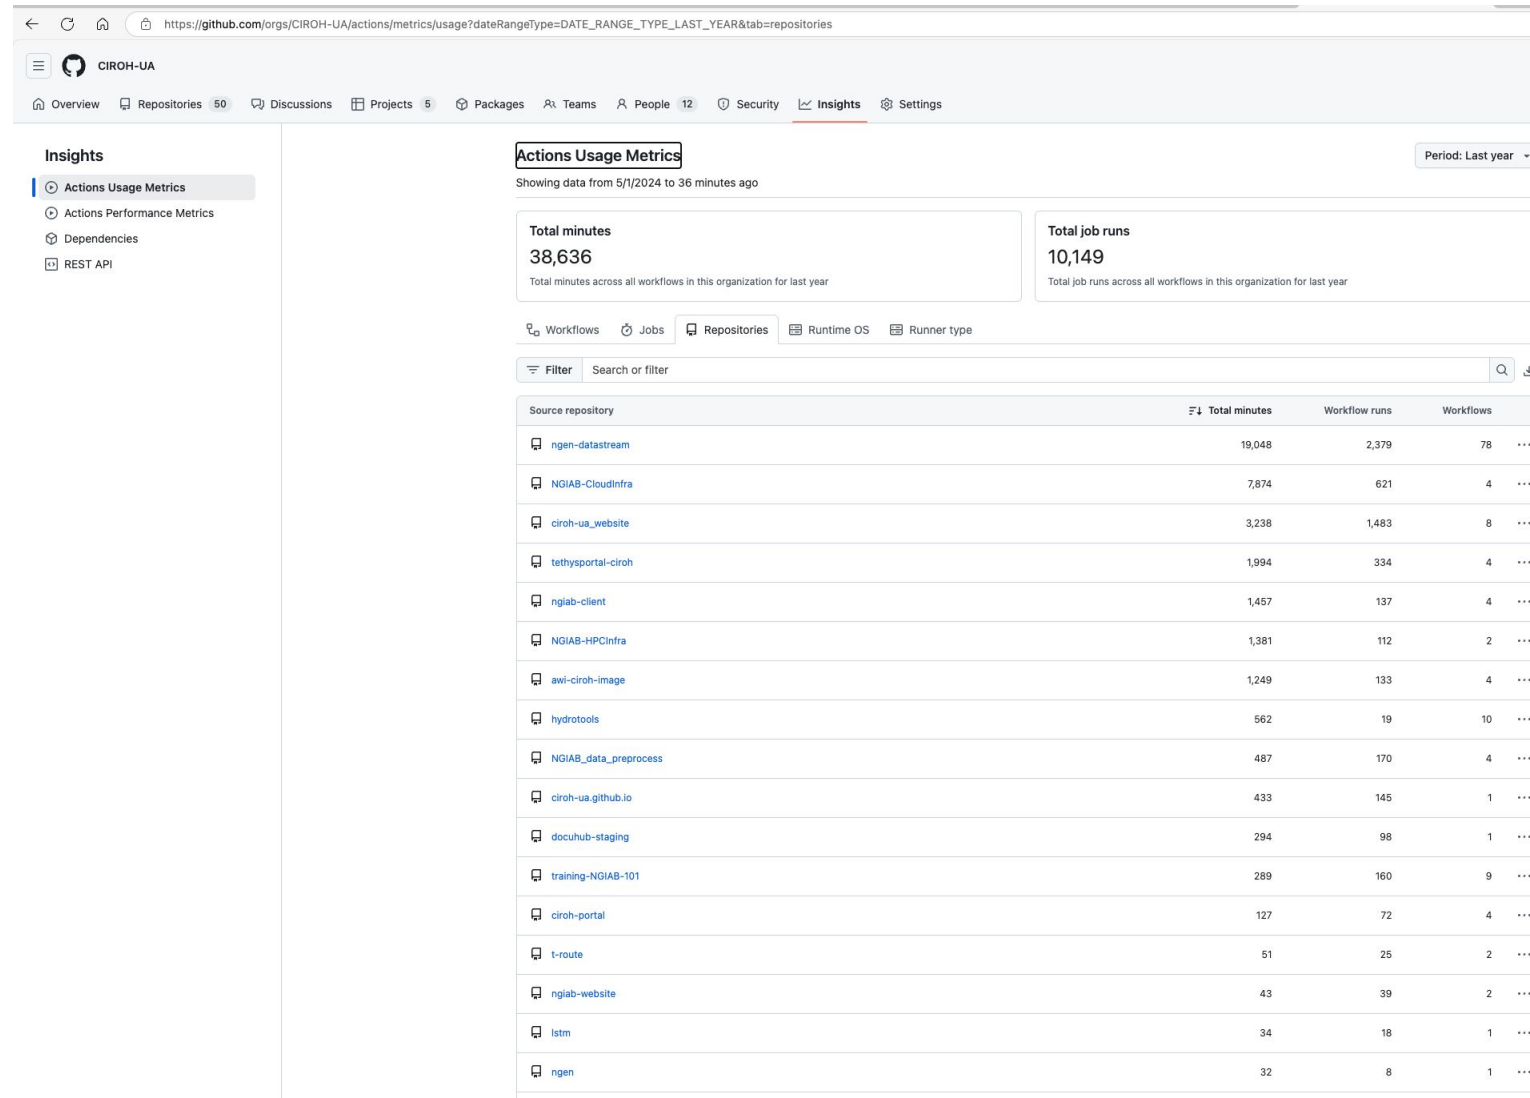 https://github.com/orgs/CIROH-UA/actions/metrics/usage?dateRangeType=DATE_RANGE_TYPE_LAST_YEAR&tab=repositories
CIROH-UA
Overview Repositories 50 Discussions Projects 5 Packages Teams People 12 Security Insights Settings
Insights
Actions Usage Metrics
Actions Performance Metrics
Dependencies
REST API
Actions Usage Metrics
Period: Last year
Showing data from 5/1/2024 to 36 minutes ago
Total minutes
38,636
Total minutes across all workflows in this organization for last year
Total job runs
10,149
Total job runs across all workflows in this organization for last year
Workflows Jobs Repositories Runtime OS Runner type
Filter Search or filter
Source repository Total minutes Workflow runs Workflows
ngen-datastream 19,048 2,379 78
NGIAB-CloudInfra 7,874 621 4
ciroh-ua_website 3,238 1,483 8
tethysportal-ciroh 1,994 334 4
ngiab-client 1,457 137 4
NGIAB-HPCInfra 1,381 112 2
awi-ciroh-image 1,249 133 4
hydrotools 562 19 10
NGIAB_data_preprocess 487 170 4
ciroh-ua.github.io 433 145 1
docuhub-staging 294 98 1
training-NGIAB-101 289 160 9
ciroh-portal 127 72 4
t-route 51 25 2
ngiab-website 43 39 2
lstm 34 18 1
ngen 32 8 1